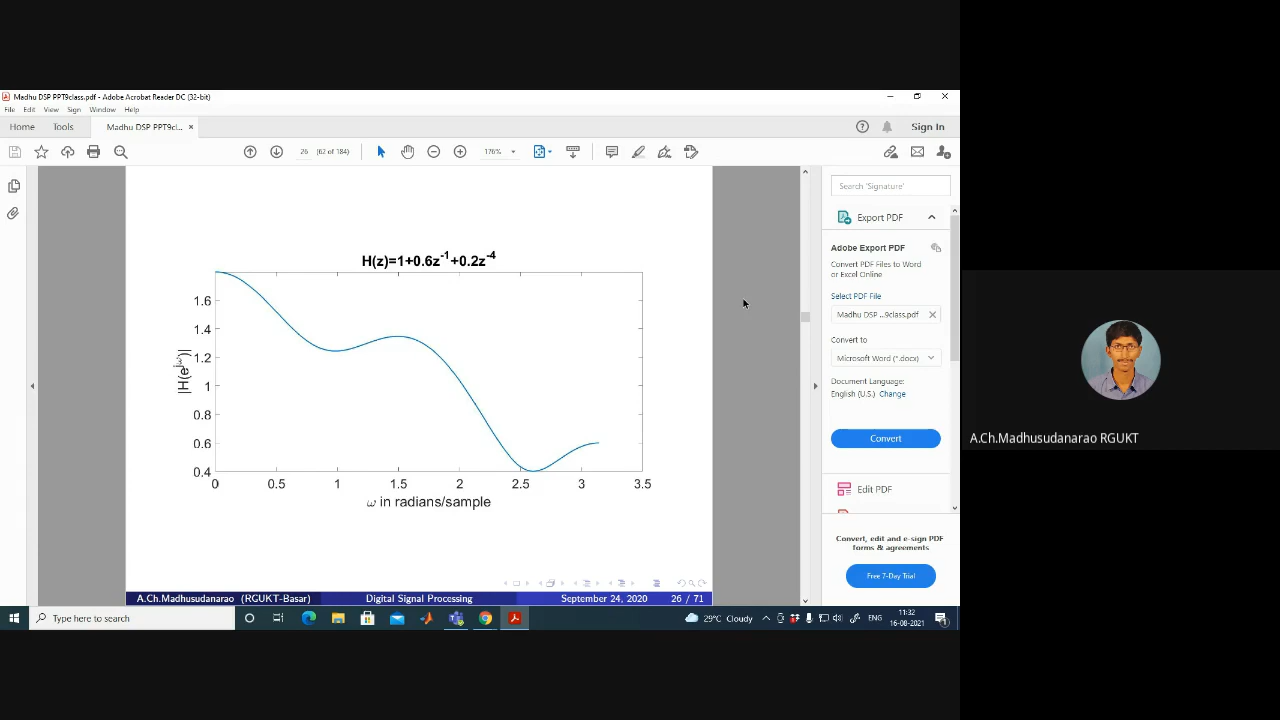 Madhu DSP PPT9class.pdf - Adobe Acrobat Reader DC (32-bit)
File Edit View Sign Window Help
Home Tools Madhu DSP PPT9cl... × Sign In
26 (62 of 184) 176%
Search 'Signature'
Export PDF
Adobe Export PDF
Convert PDF Files to Word
or Excel Online
Select PDF File
Madhu DSP ...9class.pdf
Convert to
Microsoft Word (*.docx)
Document Language:
English (U.S.) Change
Convert
Edit PDF
Convert, edit and e-sign PDF
forms & agreements
Free 7-Day Trial
H(z)=1+0.6z⁻¹+0.2z⁻⁴
1.6
1.4
1.2
1
0.8
0.6
0.4
|H(e^jω)|
0 0.5 1 1.5 2 2.5 3 3.5
ω in radians/sample
A.Ch.Madhusudanarao (RGUKT-Basar) Digital Signal Processing September 24, 2020 26 / 71
A.Ch.Madhusudanarao RGUKT
Type here to search
29°C Cloudy ENG
11:32
16-08-2021